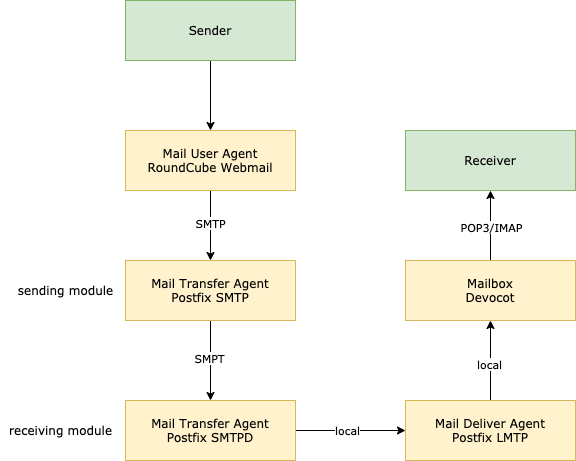 Sender
Mail User Agent
RoundCube Webmail
Receiver
SMTP
POP3/IMAP
sending module
Mail Transfer Agent
Postfix SMTP
Mailbox
Devocot
SMPT
local
receiving module
Mail Transfer Agent
Postfix SMTPD
local
Mail Deliver Agent
Postfix LMTP